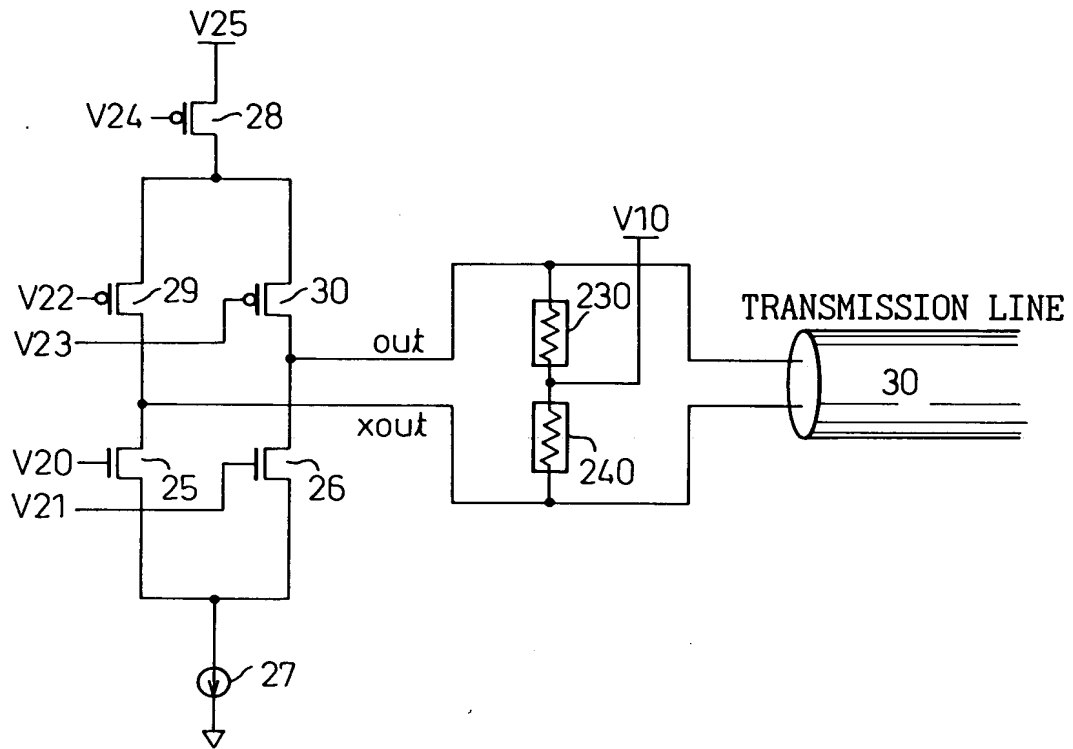 V25
V24
28
V10
V22
29
30
230
TRANSMISSION LINE
V23
out
30
xout
V20
25
26
240
V21
27